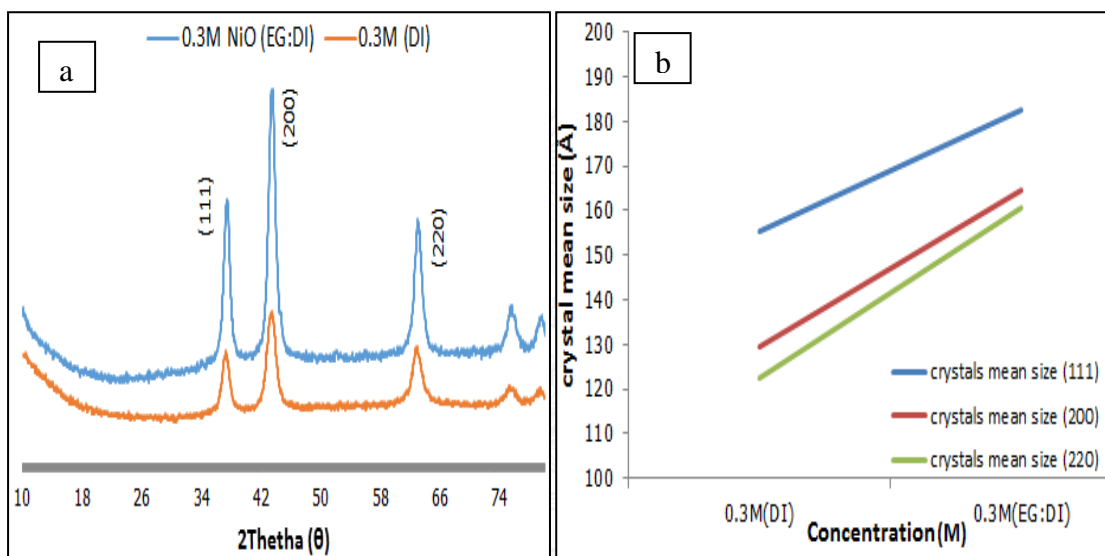 a
0.3M NiO (EG:DI)
0.3M (DI)
(111)
(200)
(220)
10 18 26 34 42 50 58 66 74
2Thetha (θ)
b
200
190
180
170
160
150
140
130
120
110
100
crystal mean size (Å)
crystals mean size (111)
crystals mean size (200)
crystals mean size (220)
0.3M(DI) 0.3M(EG:DI)
Concentration (M)